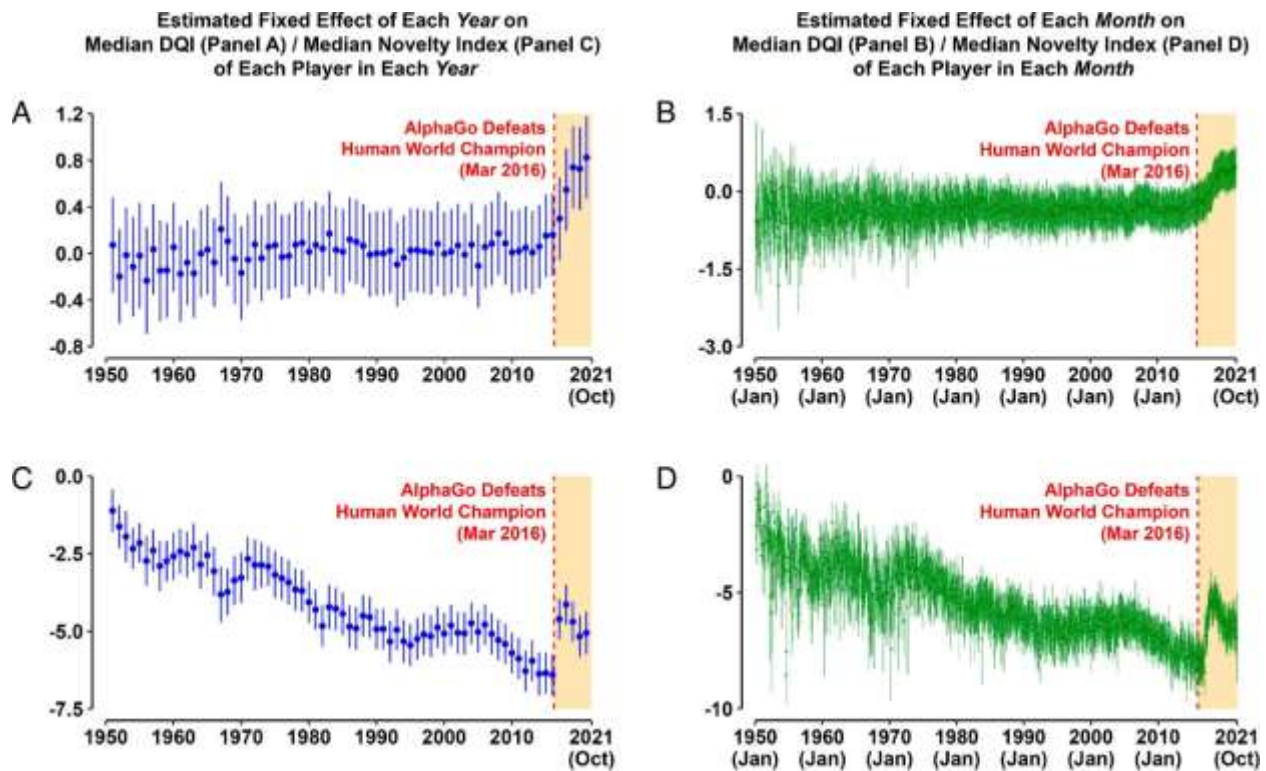 Estimated Fixed Effect of Each Year on
Median DQI (Panel A) / Median Novelty Index (Panel C)
of Each Player in Each Year
Estimated Fixed Effect of Each Month on
Median DQI (Panel B) / Median Novelty Index (Panel D)
of Each Player in Each Month
A
1.2
0.8
0.4
0.0
-0.4
-0.8
AlphaGo Defeats
Human World Champion
(Mar 2016)
1950 1960 1970 1980 1990 2000 2010 2021
(Oct)
B
1.5
0.0
-1.5
-3.0
AlphaGo Defeats
Human World Champion
(Mar 2016)
1950 1960 1970 1980 1990 2000 2010 2021
(Jan) (Jan) (Jan) (Jan) (Jan) (Jan) (Jan) (Oct)
C
0.0
-2.5
-5.0
-7.5
AlphaGo Defeats
Human World Champion
(Mar 2016)
1950 1960 1970 1980 1990 2000 2010 2021
(Oct)
D
0
-5
-10
AlphaGo Defeats
Human World Champion
(Mar 2016)
1950 1960 1970 1980 1990 2000 2010 2021
(Jan) (Jan) (Jan) (Jan) (Jan) (Jan) (Jan) (Oct)